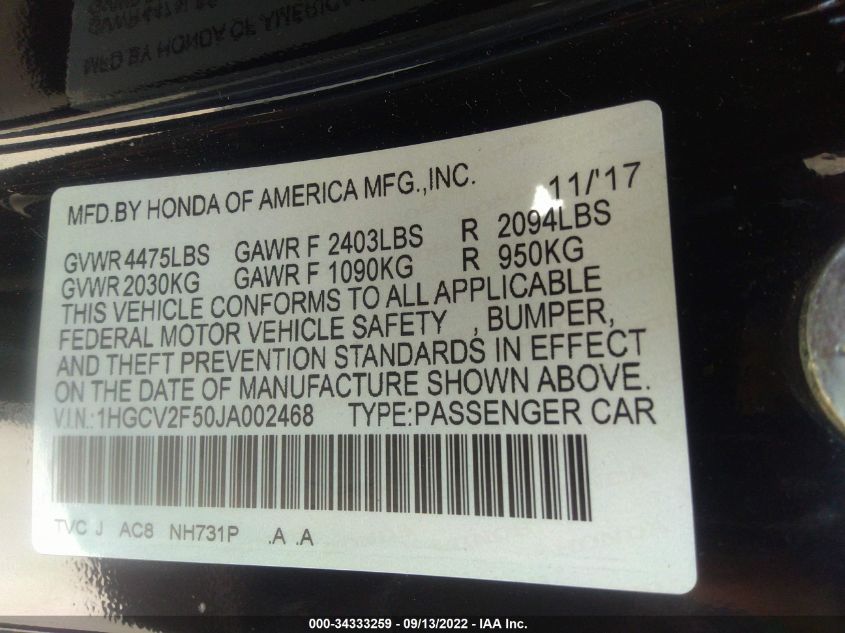 MFD.BY HONDA OF AMERICA MFG.,INC. 11/'17
GVWR 4475LBS GAWR F 2403LBS R 2094LBS
GVWR 2030KG GAWR F 1090KG R 950KG
THIS VEHICLE CONFORMS TO ALL APPLICABLE
FEDERAL MOTOR VEHICLE SAFETY , BUMPER,
AND THEFT PREVENTION STANDARDS IN EFFECT
ON THE DATE OF MANUFACTURE SHOWN ABOVE.
V.I.N.:1HGCV2F50JA002468 TYPE:PASSENGER CAR
TVC J AC8 NH731P .A .A
000-34333259 - 09/13/2022 - IAA Inc.